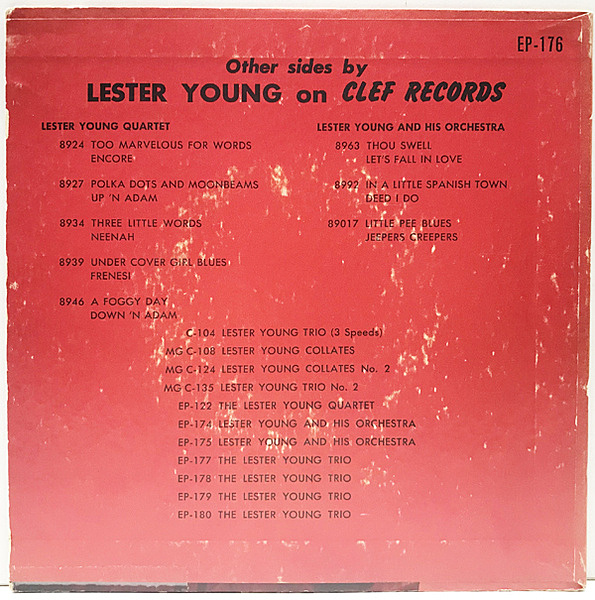 EP-176
Other sides by
LESTER YOUNG on CLEF RECORDS
LESTER YOUNG QUARTET
8924 TOO MARVELOUS FOR WORDS
ENCORE
8927 POLKA DOTS AND MOONBEAMS
UP 'N ADAM
8934 THREE LITTLE WORDS
NEENAH
8939 UNDER COVER GIRL BLUES
FRENESI
8946 A FOGGY DAY
DOWN 'N ADAM
LESTER YOUNG AND HIS ORCHESTRA
8963 THOU SWELL
LET'S FALL IN LOVE
8992 IN A LITTLE SPANISH TOWN
DEED I DO
89017 LITTLE PEE BLUES
JEEPERS CREEPERS
C-104 LESTER YOUNG TRIO (3 Speeds)
MG C-108 LESTER YOUNG COLLATES
MG C-124 LESTER YOUNG COLLATES No. 2
MG C-135 LESTER YOUNG TRIO No. 2
EP-122 THE LESTER YOUNG QUARTET
EP-174 LESTER YOUNG AND HIS ORCHESTRA
EP-175 LESTER YOUNG AND HIS ORCHESTRA
EP-177 THE LESTER YOUNG TRIO
EP-178 THE LESTER YOUNG TRIO
EP-179 THE LESTER YOUNG TRIO
EP-180 THE LESTER YOUNG TRIO